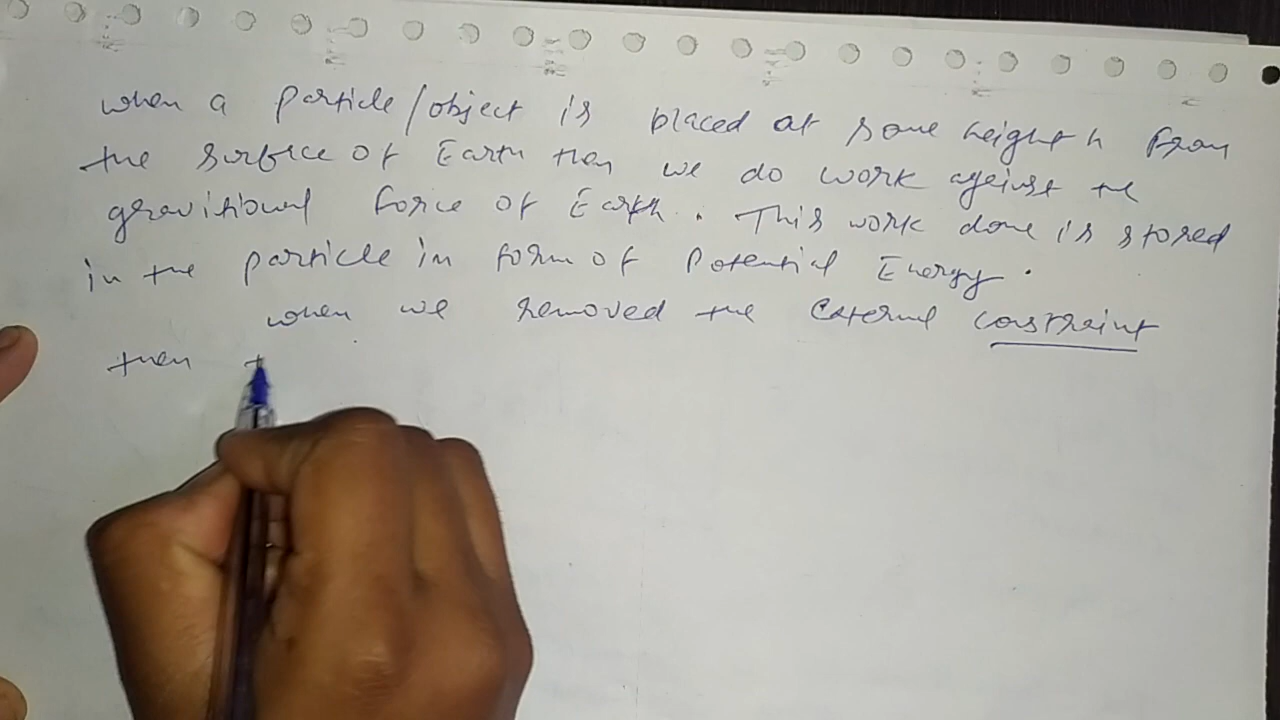 when a particle/object is placed at some height h from
the surface of Earth then we do work against the
gravitional force of Earth. This work done is stored
in the particle in form of Potential Energy.
when we removed the external constraint
then t